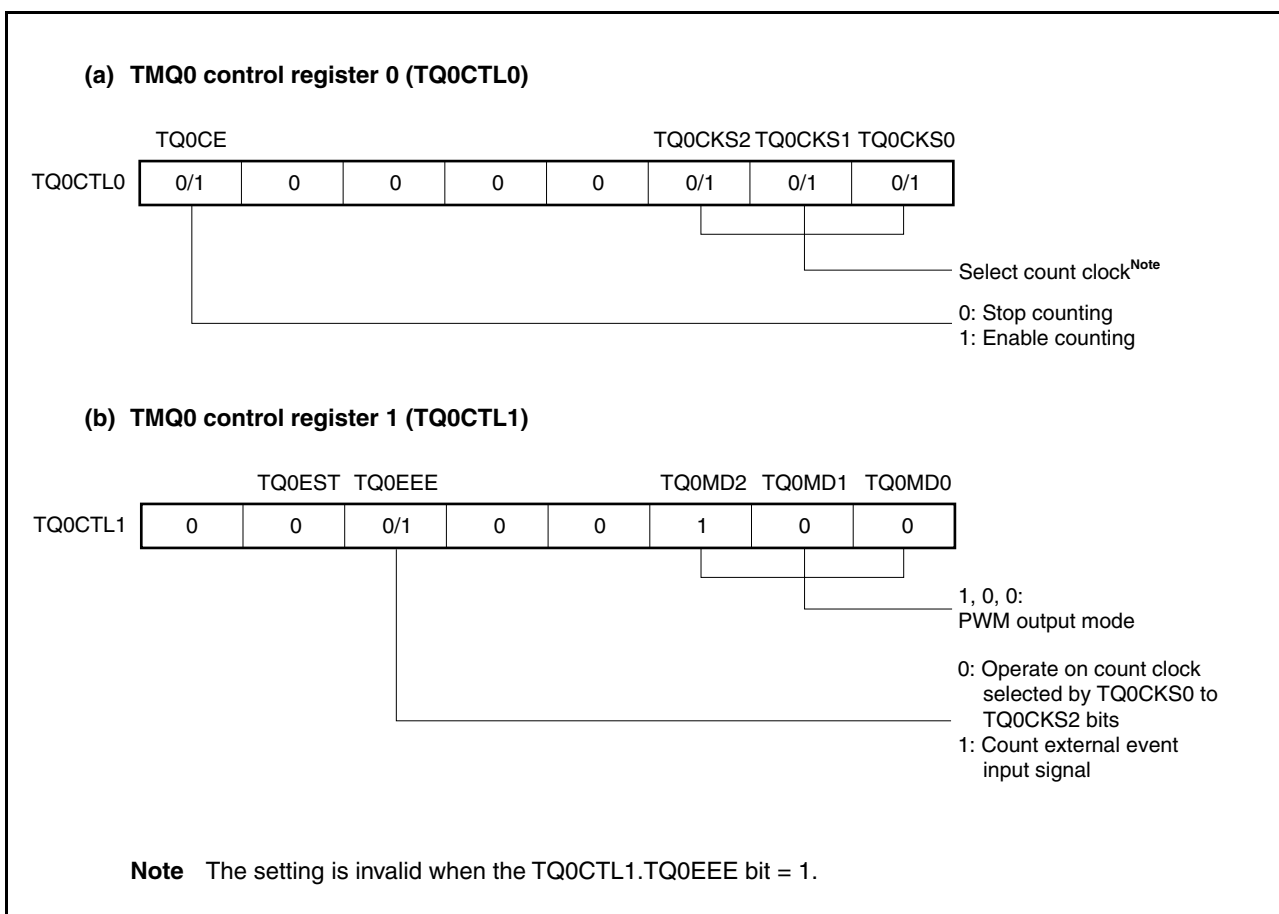 (a) TMQ0 control register 0 (TQ0CTL0)
TQ0CE TQ0CKS2 TQ0CKS1 TQ0CKS0
TQ0CTL0 0/1 0 0 0 0 0/1 0/1 0/1
Select count clockNote
0: Stop counting
1: Enable counting
(b) TMQ0 control register 1 (TQ0CTL1)
TQ0EST TQ0EEE TQ0MD2 TQ0MD1 TQ0MD0
TQ0CTL1 0 0 0/1 0 0 1 0 0
1, 0, 0:
PWM output mode
0: Operate on count clock
selected by TQ0CKS0 to
TQ0CKS2 bits
1: Count external event
input signal
Note The setting is invalid when the TQ0CTL1.TQ0EEE bit = 1.